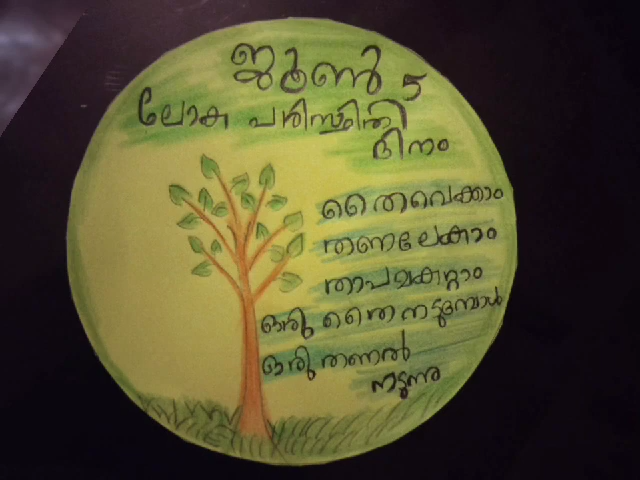 ജൂൺ 5
ലോക പരിസ്ഥിതി
ദിനം
തൈവെക്കാം
തണലേകാം
താപമകറ്റാം
ഒരു തൈ നടുമ്പോൾ
ഒരു തണൽ
നടുന്നു